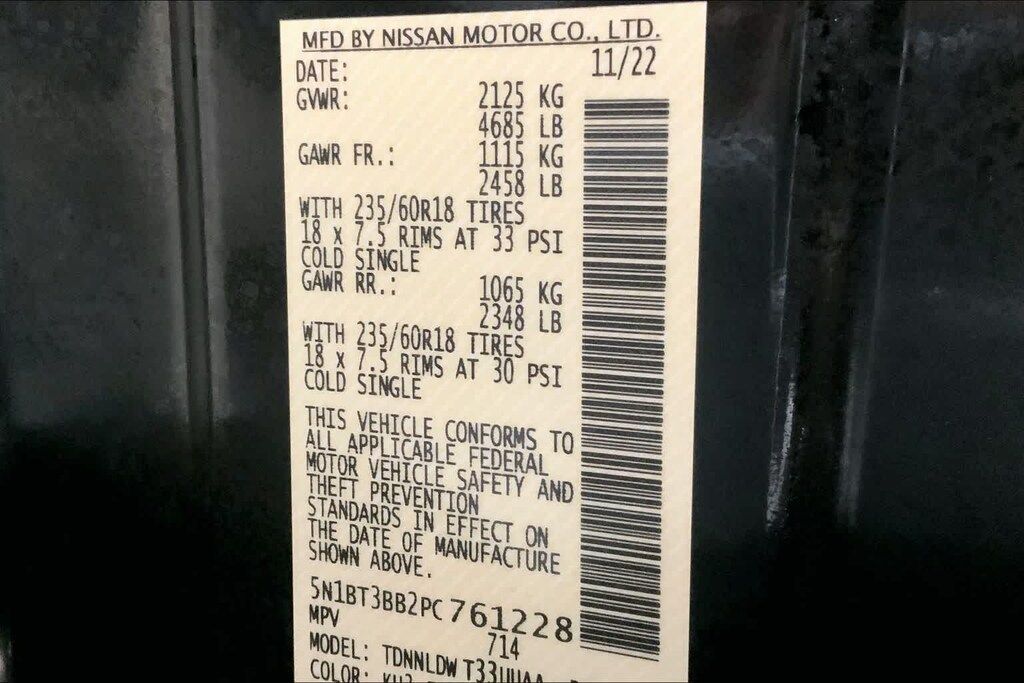 MFD BY NISSAN MOTOR CO., LTD.
DATE: 11/22
GVWR: 2125 KG
4685 LB
GAWR FR.: 1115 KG
2458 LB
WITH 235/60R18 TIRES
18 x 7.5 RIMS AT 33 PSI
COLD SINGLE
GAWR RR.: 1065 KG
2348 LB
WITH 235/60R18 TIRES
18 x 7.5 RIMS AT 30 PSI
COLD SINGLE
THIS VEHICLE CONFORMS TO
ALL APPLICABLE FEDERAL
MOTOR VEHICLE SAFETY AND
THEFT PREVENTION
STANDARDS IN EFFECT ON
THE DATE OF MANUFACTURE
SHOWN ABOVE.
5N1BT3BB2PC761228
MPV 714
MODEL: TDNNLDW
COLOR: